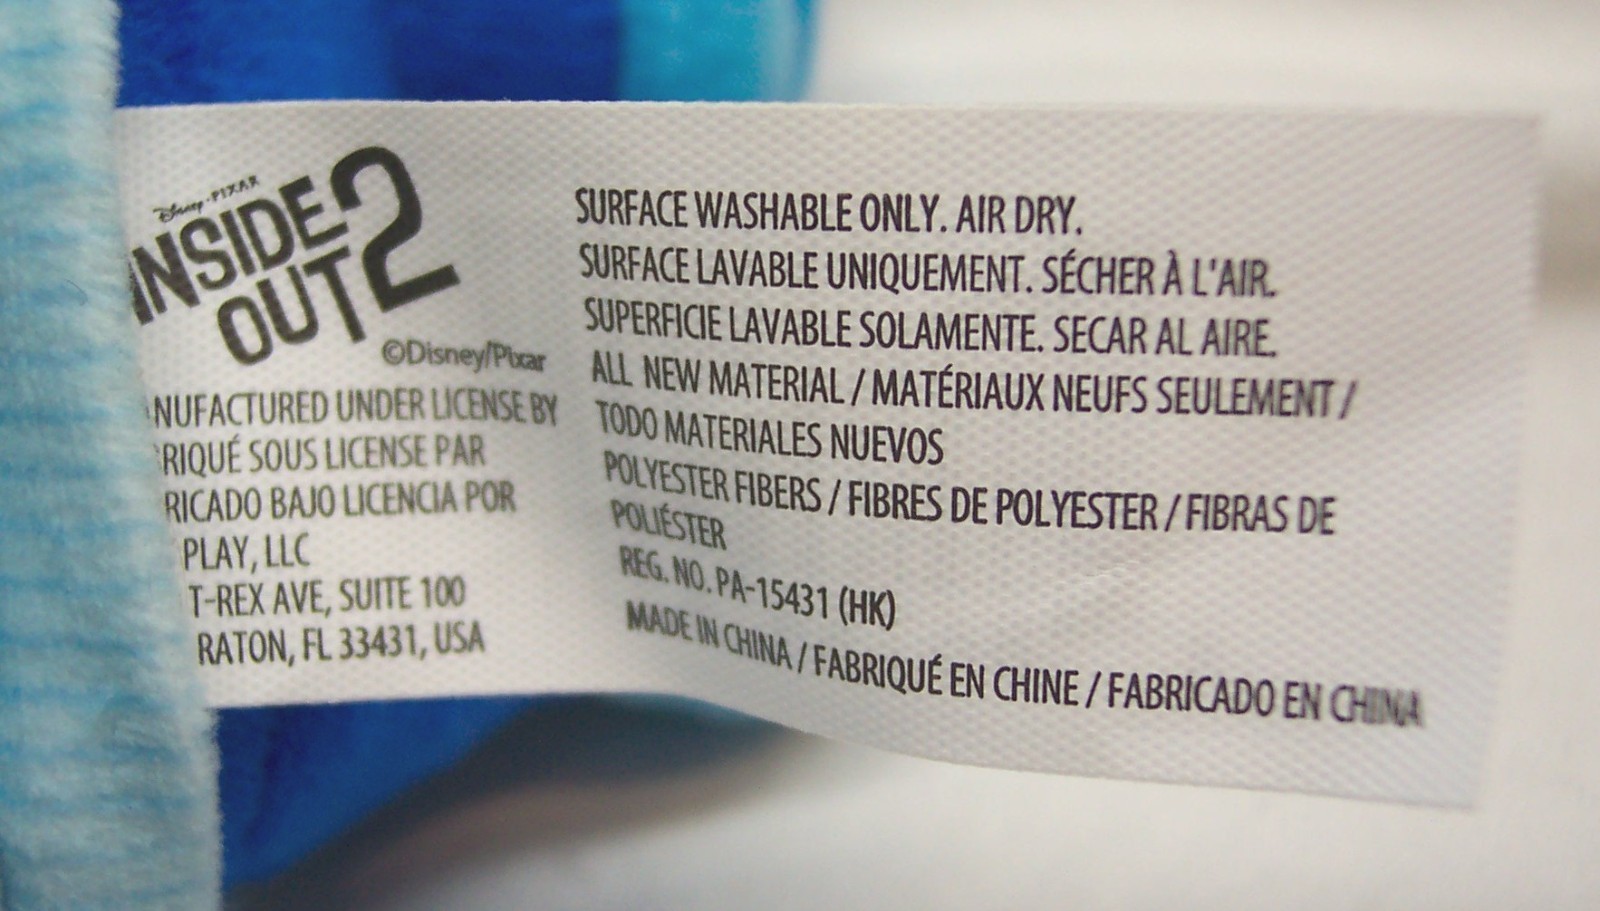 Disney·PIXAR
INSIDE
OUT 2
©Disney/Pixar
NUFACTURED UNDER LICENSE BY
RIQUÉ SOUS LICENSE PAR
RICADO BAJO LICENCIA POR
PLAY, LLC
T-REX AVE, SUITE 100
RATON, FL 33431, USA
SURFACE WASHABLE ONLY. AIR DRY.
SURFACE LAVABLE UNIQUEMENT. SÉCHER À L'AIR.
SUPERFICIE LAVABLE SOLAMENTE. SECAR AL AIRE.
ALL NEW MATERIAL / MATÉRIAUX NEUFS SEULEMENT /
TODO MATERIALES NUEVOS
POLYESTER FIBERS / FIBRES DE POLYESTER / FIBRAS DE
POLIÉSTER
REG. NO. PA-15431 (HK)
MADE IN CHINA / FABRIQUÉ EN CHINE / FABRICADO EN CHINA